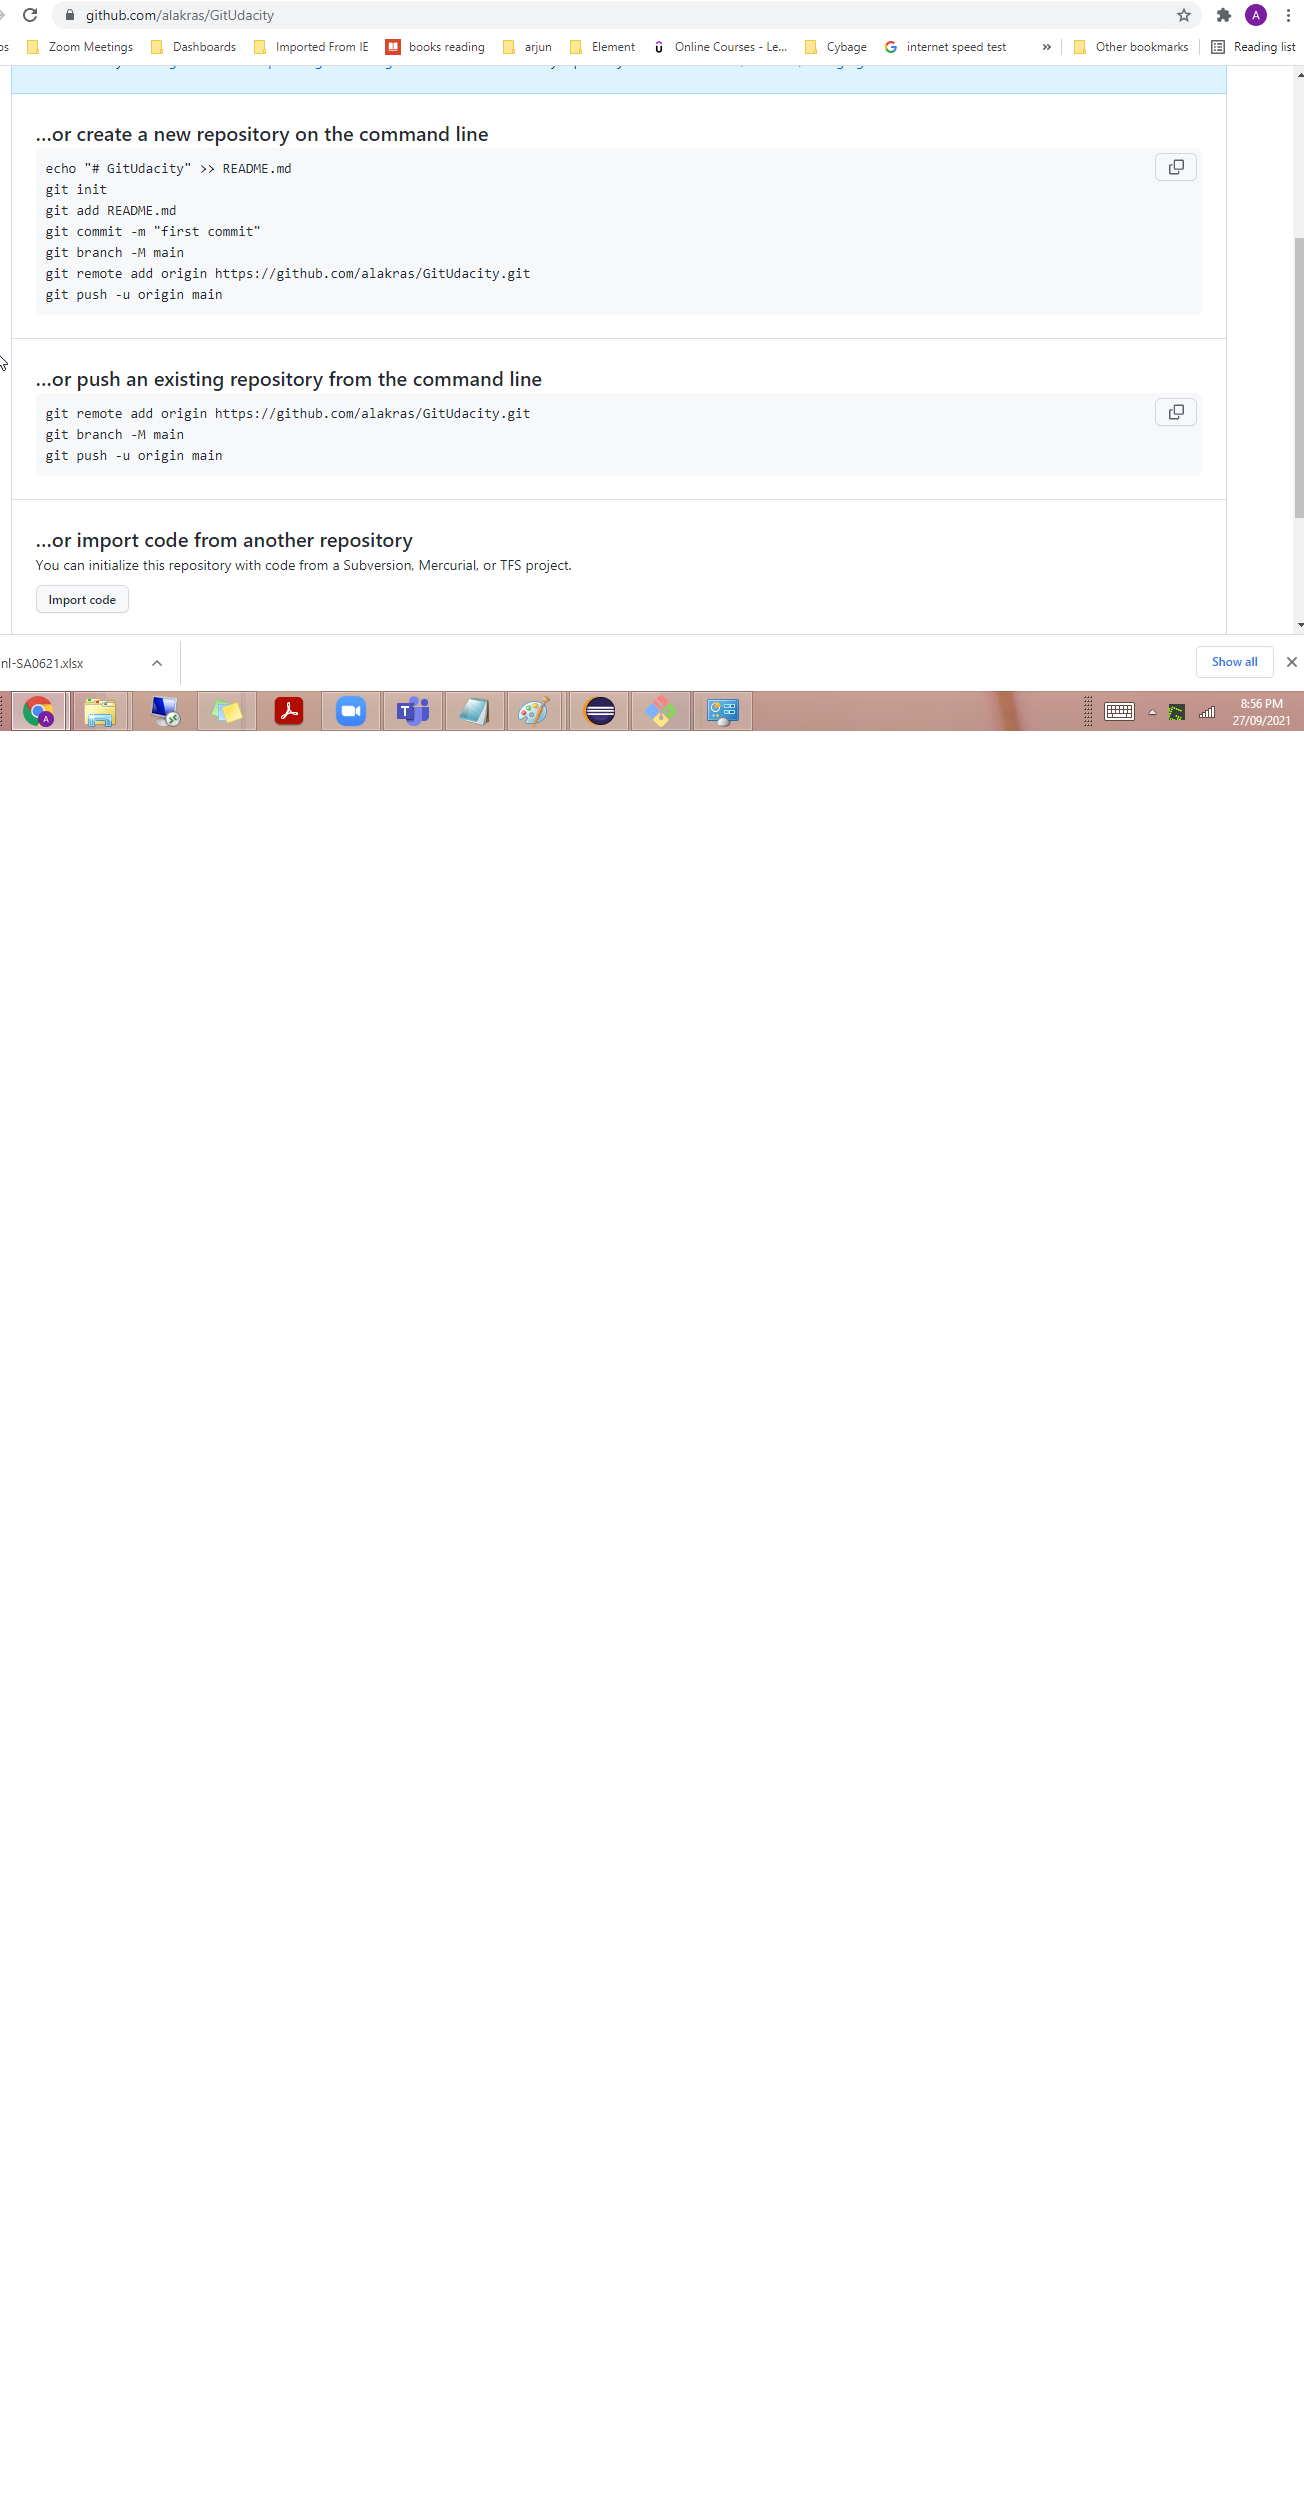 github.com/alakras/GitUdacity
Zoom Meetings Dashboards Imported From IE books reading arjun Element Online Courses - Le... Cybage internet speed test » Other bookmarks Reading list
...or create a new repository on the command line
echo "# GitUdacity" >> README.md
git init
git add README.md
git commit -m "first commit"
git branch -M main
git remote add origin https://github.com/alakras/GitUdacity.git
git push -u origin main
...or push an existing repository from the command line
git remote add origin https://github.com/alakras/GitUdacity.git
git branch -M main
git push -u origin main
...or import code from another repository
You can initialize this repository with code from a Subversion, Mercurial, or TFS project.
Import code
nl-SA0621.xlsx Show all
8:56 PM
27/09/2021